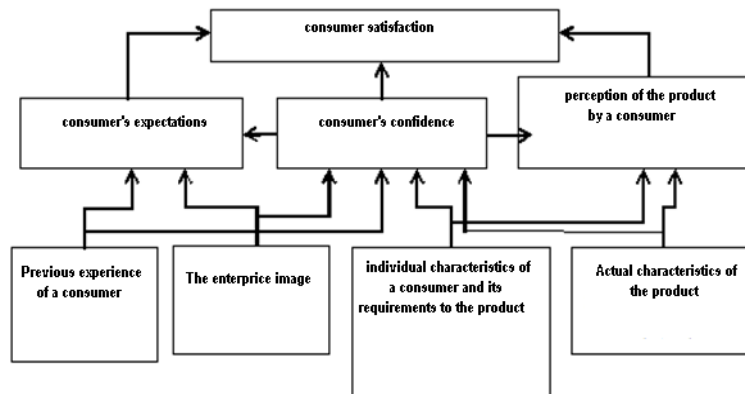 consumer satisfaction
consumer's expectations
consumer's confidence
perception of the product
by a consumer
Previous experience
of a consumer
The enterprice image
individual characteristics of
a consumer and its
requirements to the product
Actual characteristics of
the product